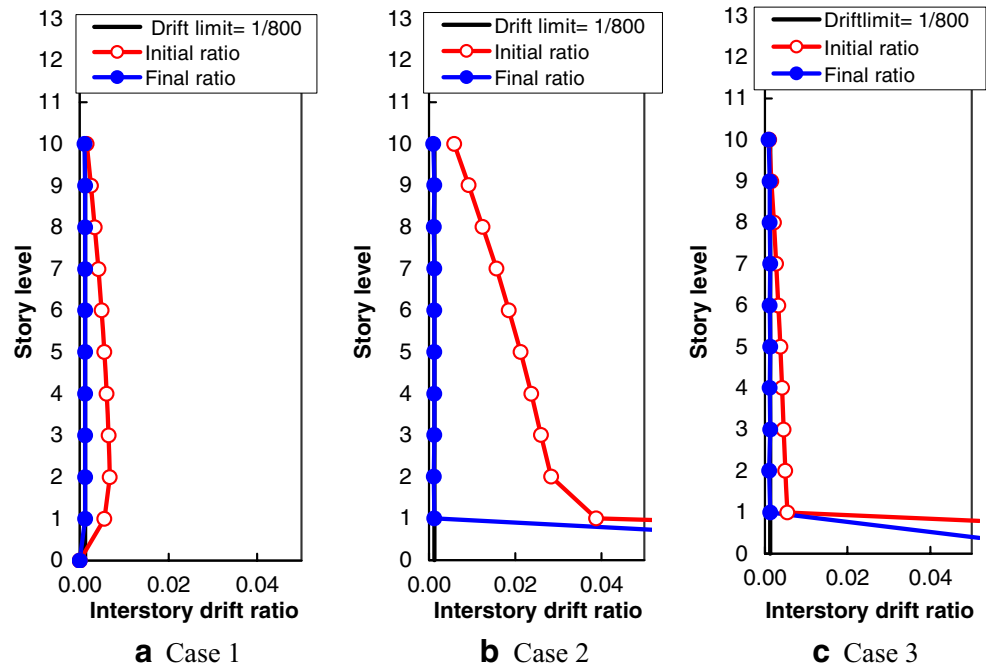 Drift limit= 1/800
Initial ratio
Final ratio
13
12
11
10
9
8
7
6
5
4
3
2
1
0
Story level
0.00 0.02 0.04
Interstory drift ratio
a Case 1
Drift limit= 1/800
Initial ratio
Final ratio
13
12
11
10
9
8
7
6
5
4
3
2
1
0
Story level
0.00 0.02 0.04
Interstory drift ratio
b Case 2
Driftlimit= 1/800
Initial ratio
Final ratio
13
12
11
10
9
8
7
6
5
4
3
2
1
0
Story level
0.00 0.02 0.04
Interstory drift ratio
c Case 3